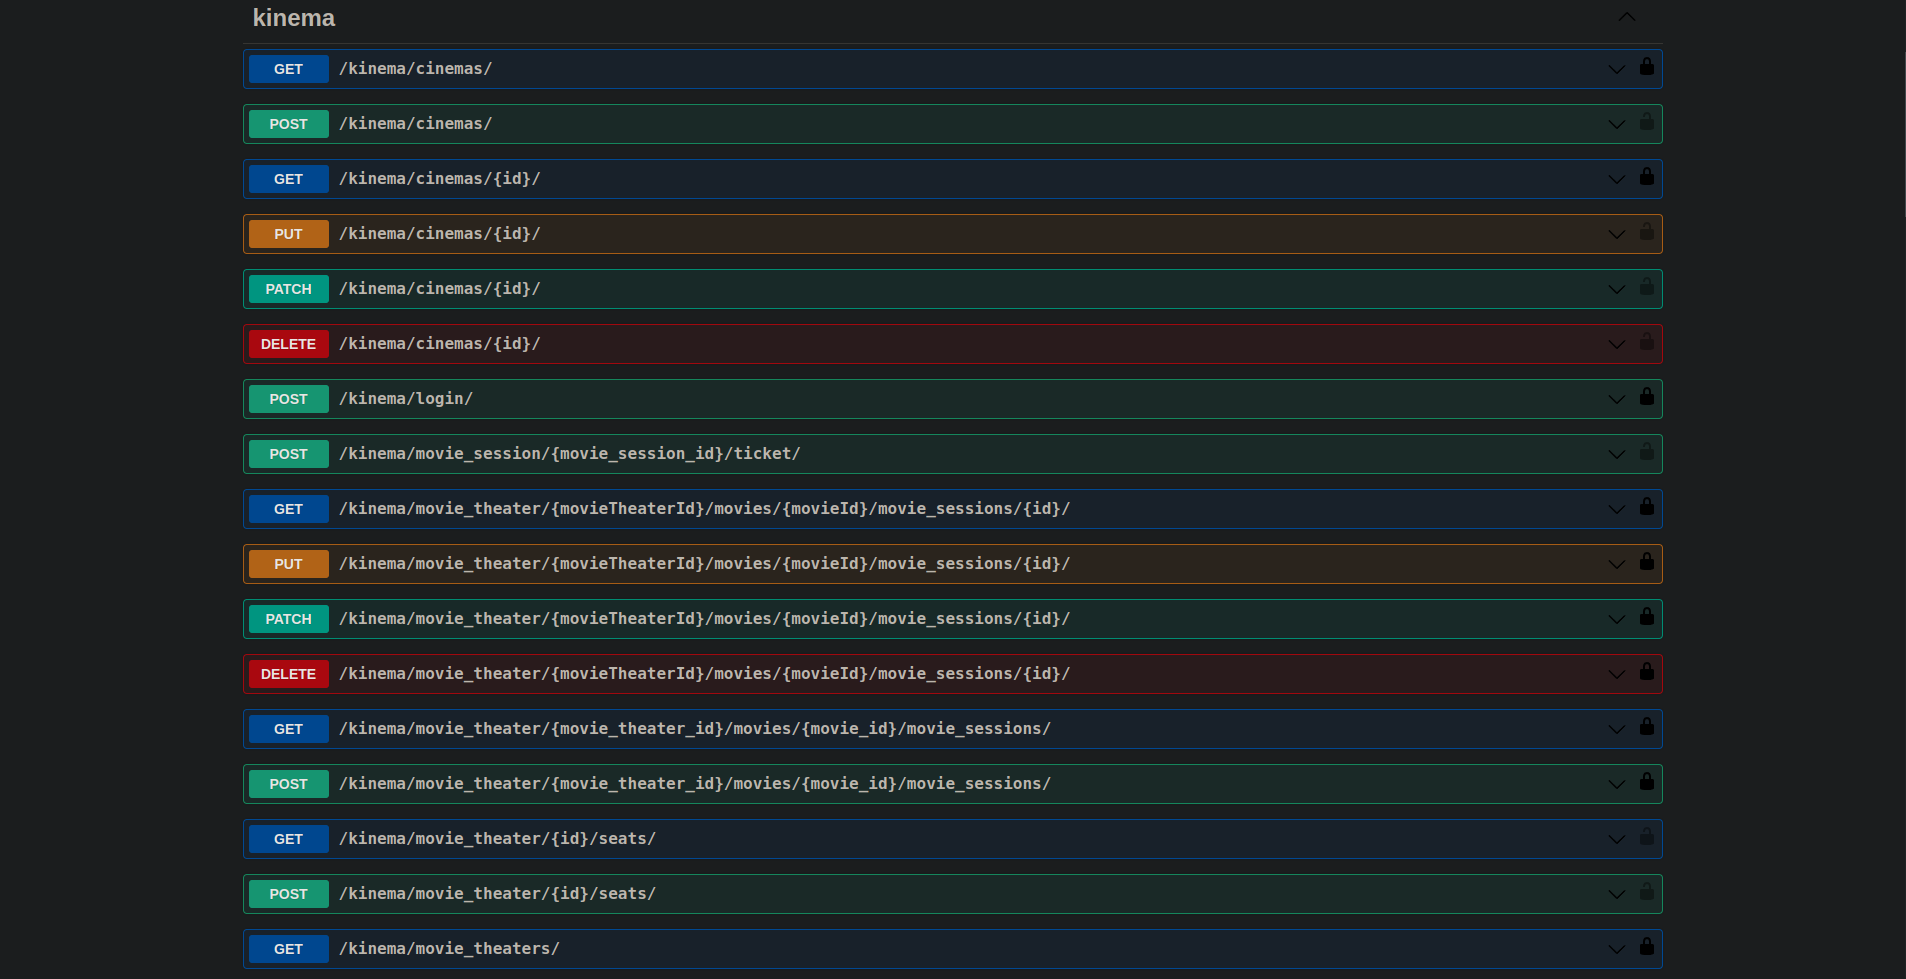 kinema
GET /kinema/cinemas/
POST /kinema/cinemas/
GET /kinema/cinemas/{id}/
PUT /kinema/cinemas/{id}/
PATCH /kinema/cinemas/{id}/
DELETE /kinema/cinemas/{id}/
POST /kinema/login/
POST /kinema/movie_session/{movie_session_id}/ticket/
GET /kinema/movie_theater/{movieTheaterId}/movies/{movieId}/movie_sessions/{id}/
PUT /kinema/movie_theater/{movieTheaterId}/movies/{movieId}/movie_sessions/{id}/
PATCH /kinema/movie_theater/{movieTheaterId}/movies/{movieId}/movie_sessions/{id}/
DELETE /kinema/movie_theater/{movieTheaterId}/movies/{movieId}/movie_sessions/{id}/
GET /kinema/movie_theater/{movie_theater_id}/movies/{movie_id}/movie_sessions/
POST /kinema/movie_theater/{movie_theater_id}/movies/{movie_id}/movie_sessions/
GET /kinema/movie_theater/{id}/seats/
POST /kinema/movie_theater/{id}/seats/
GET /kinema/movie_theaters/